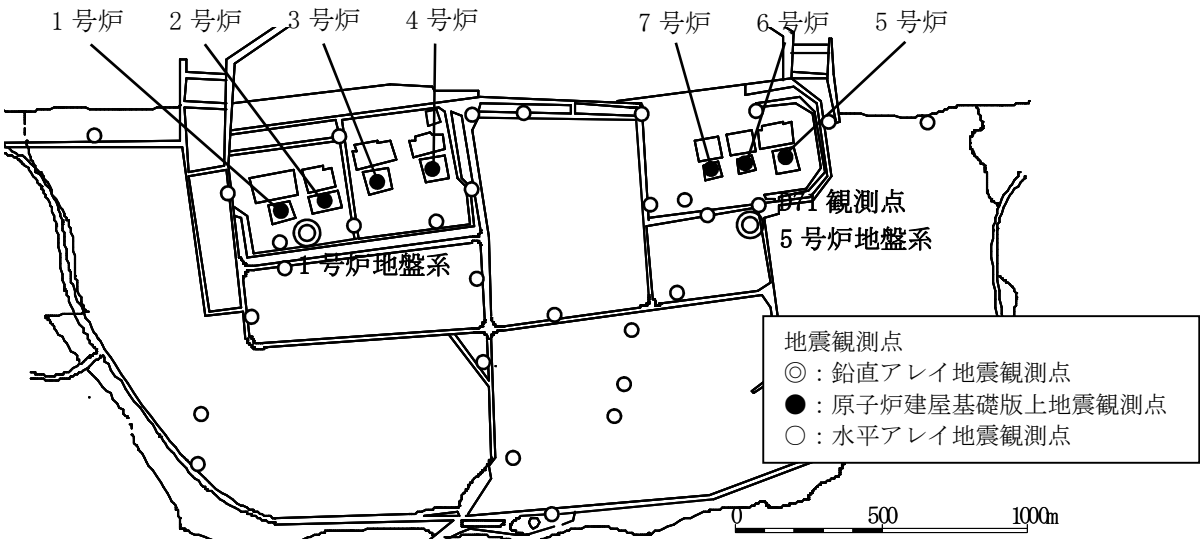 1 号炉 2 号炉 3 号炉 4 号炉 7 号炉 6 号炉 5 号炉
観測点
1 号炉地盤系
5 号炉地盤系
地震観測点
◎：鉛直アレイ地震観測点
●：原子炉建屋基礎版上地震観測点
○：水平アレイ地震観測点
0 500 1000m